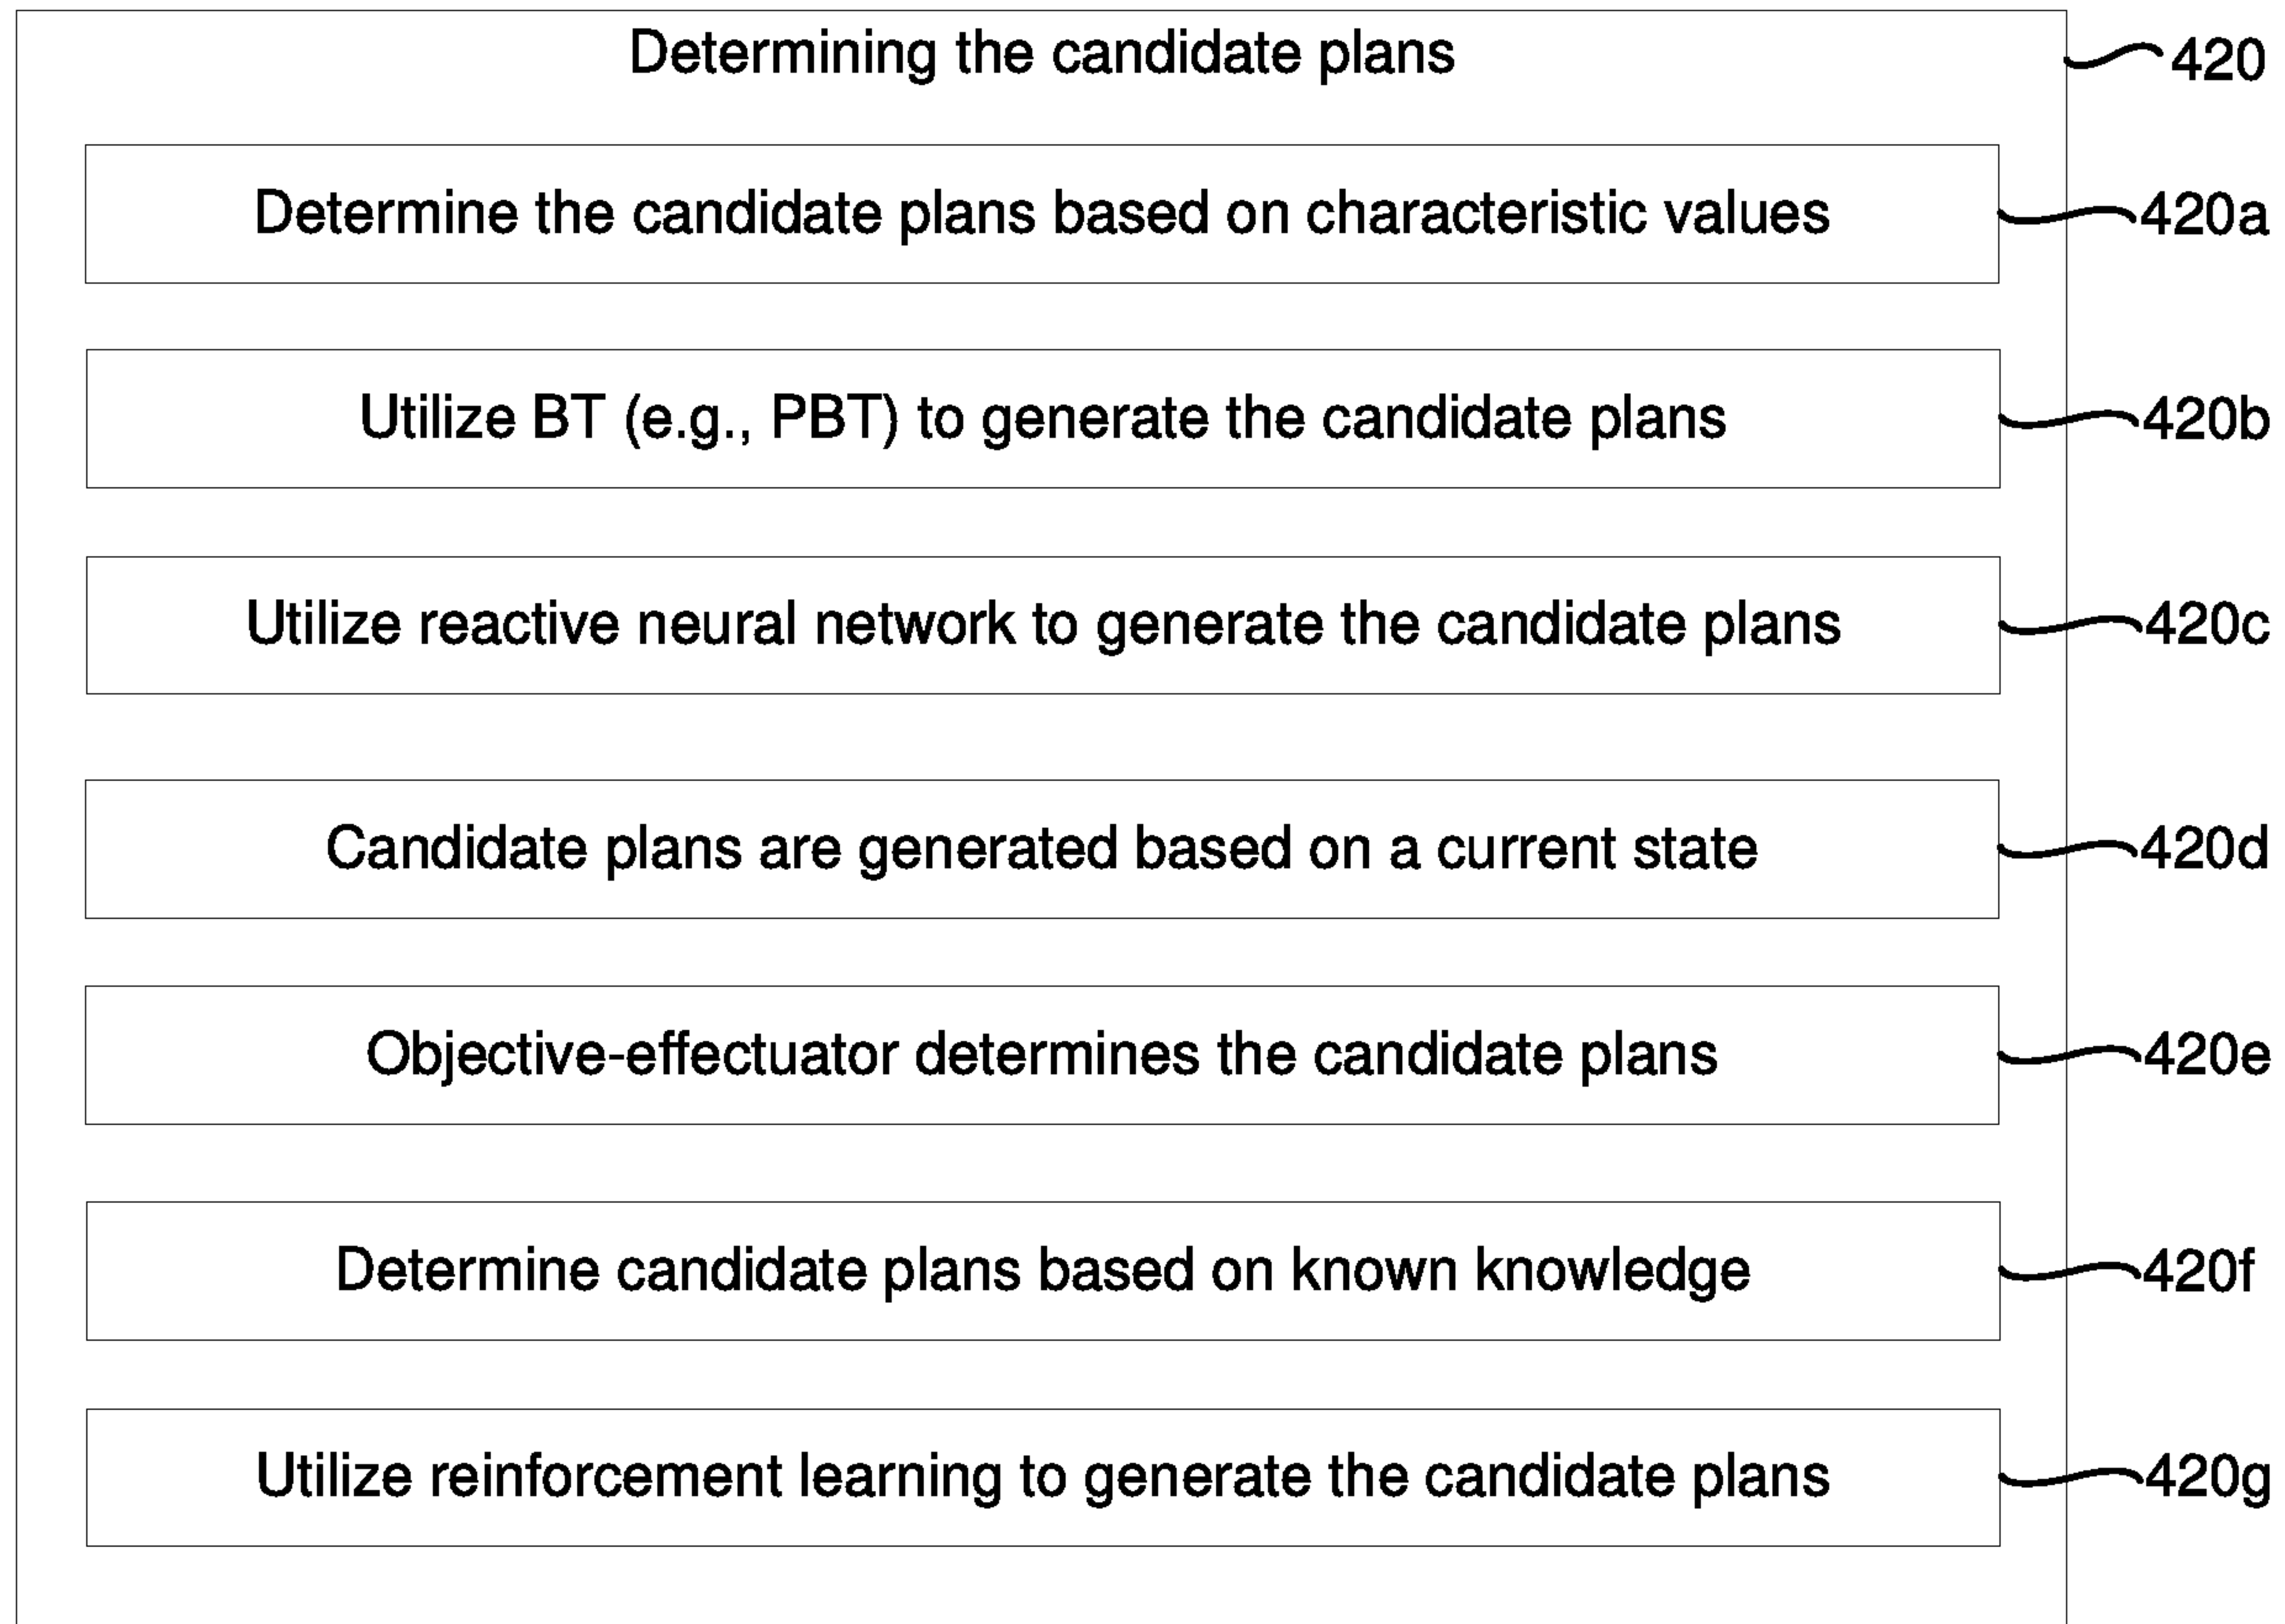 Determining the candidate plans 420
Determine the candidate plans based on characteristic values 420a
Utilize BT (e.g., PBT) to generate the candidate plans 420b
Utilize reactive neural network to generate the candidate plans 420c
Candidate plans are generated based on a current state 420d
Objective-effectuator determines the candidate plans 420e
Determine candidate plans based on known knowledge 420f
Utilize reinforcement learning to generate the candidate plans 420g